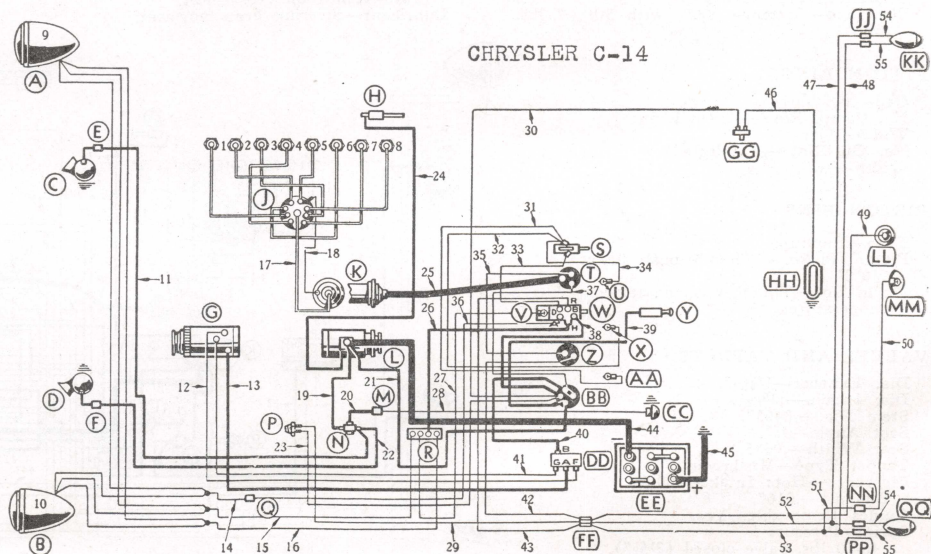 CHRYSLER C-14
9
A
E
C
11
G
12
13
D
F
10
B
H
1 2 3 4 5 6 7 8
J
24
17
18
K
25
26
36
35
31
32
33
34
S
T
37
U
R
V
D
B
W
A
H
38
39
X
Y
Z
AA
L
19
20
21
M
N
22
P
23
27
28
R
BB
CC
40
41
B
G A F
DD
44
45
−
+
EE
Q
14
15
16
29
42
43
FF
30
GG
46
HH
47
48
JJ
54
55
KK
49
LL
MM
50
51
52
53
NN
PP
54
55
QQ